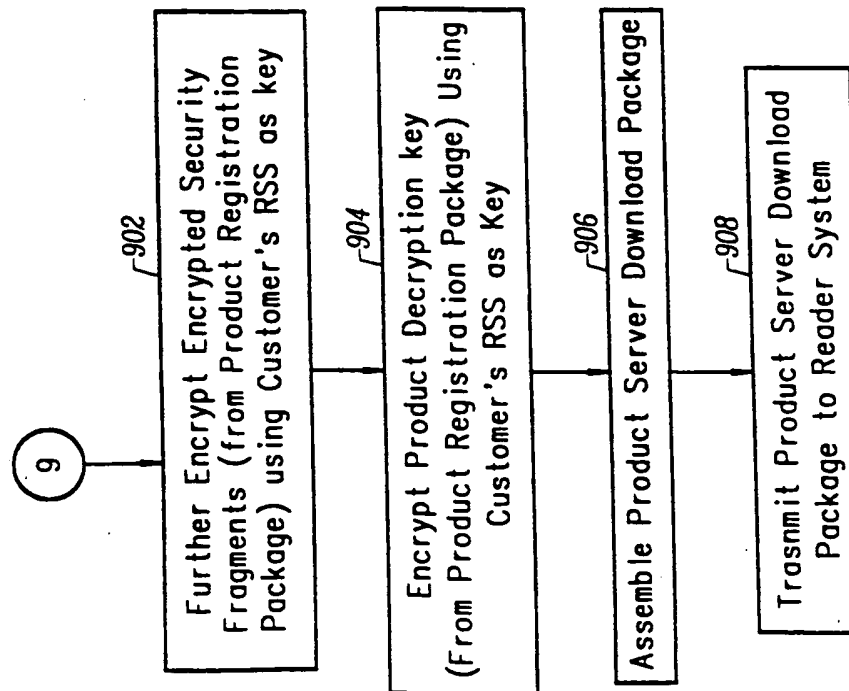 9
902
Further Encrypt Encrypted Security
Fragments (from Product Registration
Package) using Customer's RSS as key
904
Encrypt Product Decryption key
(From Product Registration Package) Using
Customer's RSS as Key
906
Assemble Product Server Download Package
908
Trasnmit Product Server Download
Package to Reader System